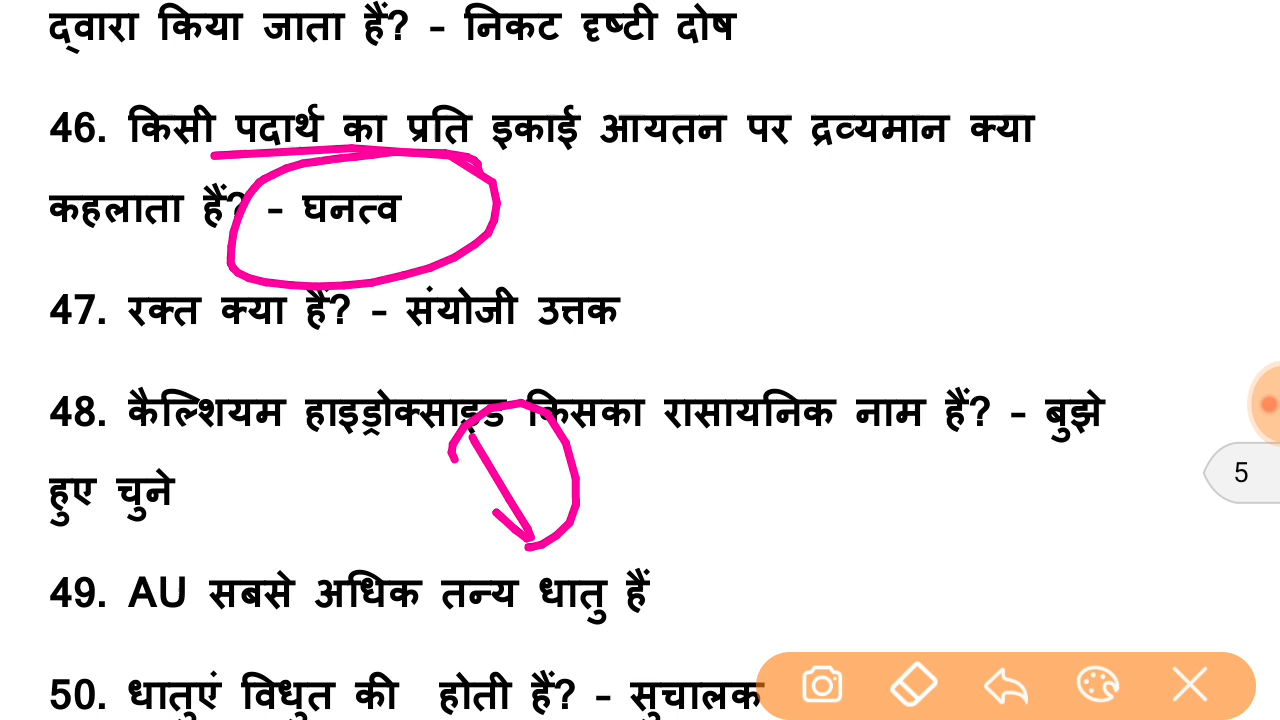 द्वारा किया जाता हैं? - निकट दृष्टी दोष
46. किसी पदार्थ का प्रति इकाई आयतन पर द्रव्यमान क्या
कहलाता हैं? - घनत्व
47. रक्त क्या हैं? - संयोजी उत्तक
48. कैल्शियम हाइड्रोक्साइड किसका रासायनिक नाम हैं? - बुझे
हुए चुने
5
49. AU सबसे अधिक तन्य धातु हैं
50. धातुएं विधुत की होती हैं? - सुचालक